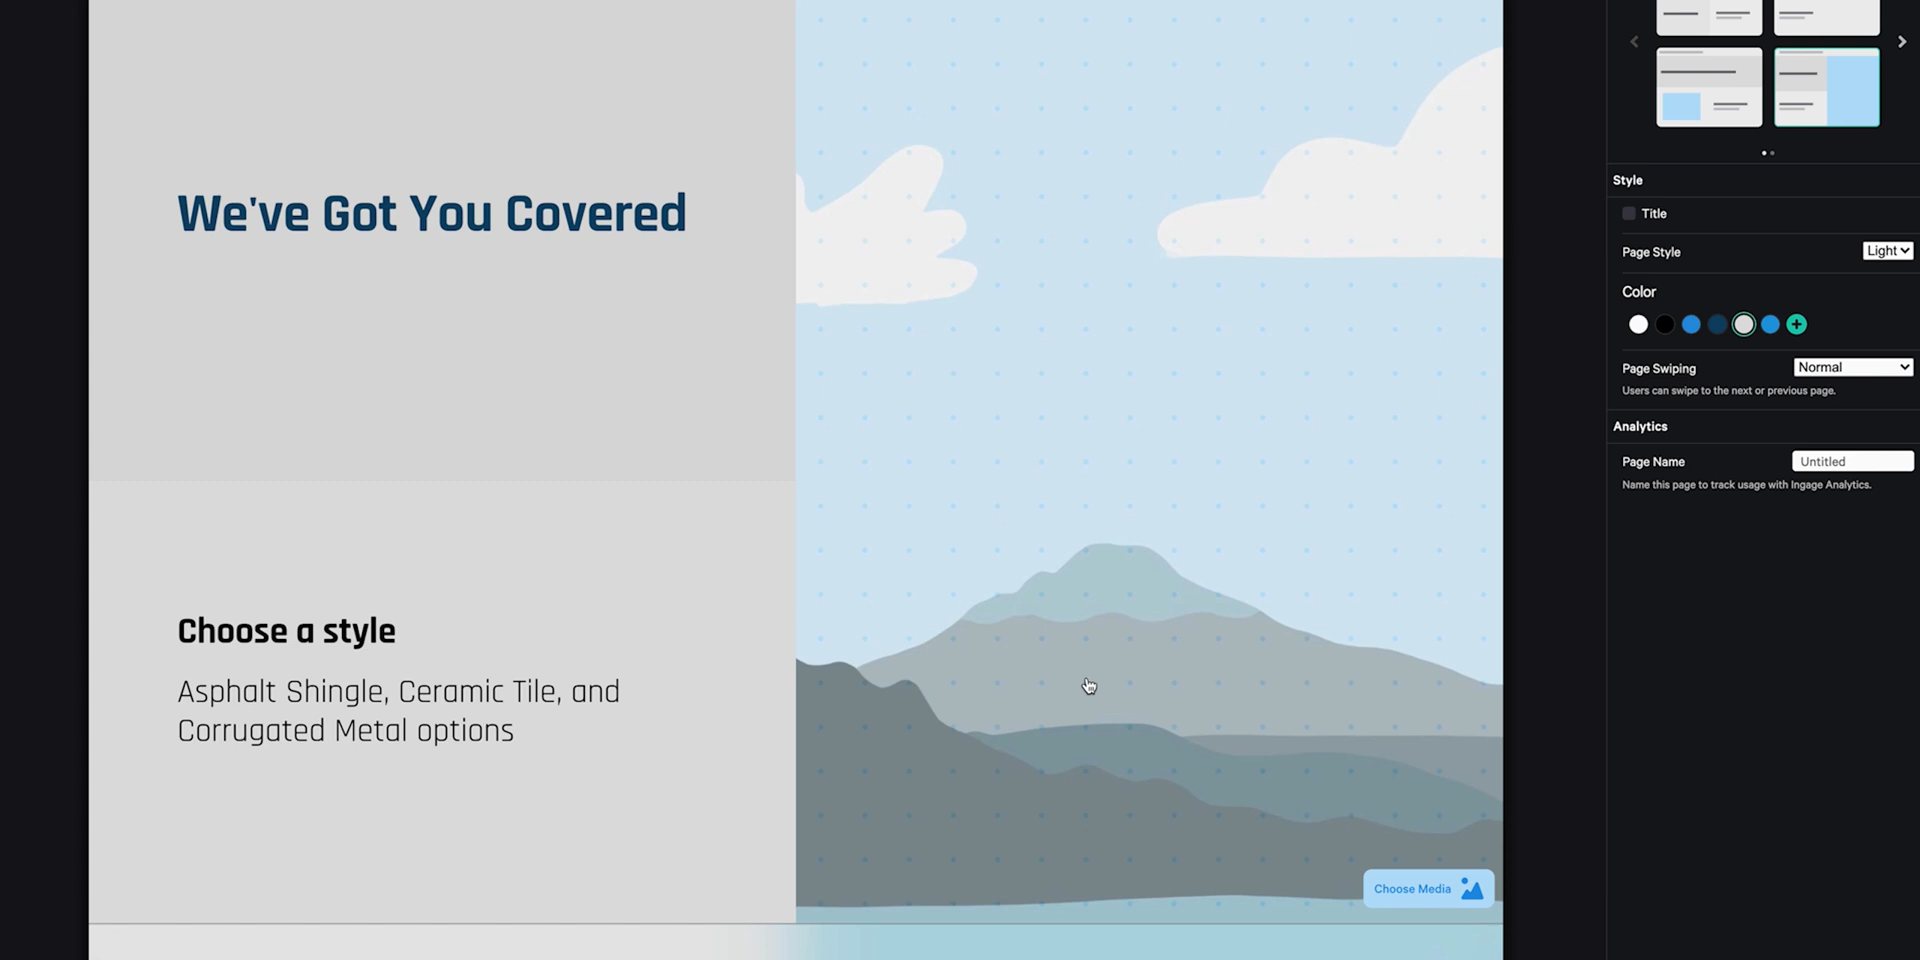 We've Got You Covered
Choose a style
Asphalt Shingle, Ceramic Tile, and
Corrugated Metal options
Choose Media
Style
Title
Page Style
Light
Color
Page Swiping
Normal
Users can swipe to the next or previous page.
Analytics
Page Name
Untitled
Name this page to track usage with Ingage Analytics.